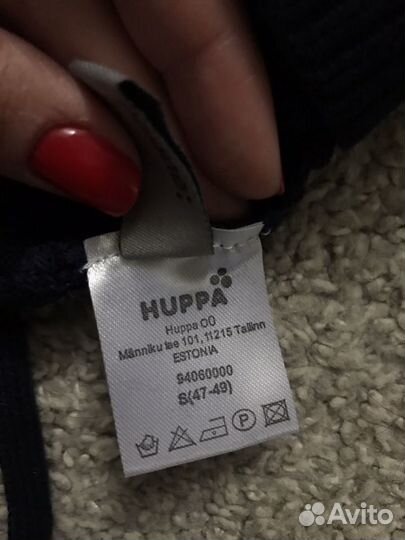 HUPPA
Huppa OÜ
Männiku tee 101, 11215 Tallinn
ESTONIA
94060000
S(47-49)
P
Avito